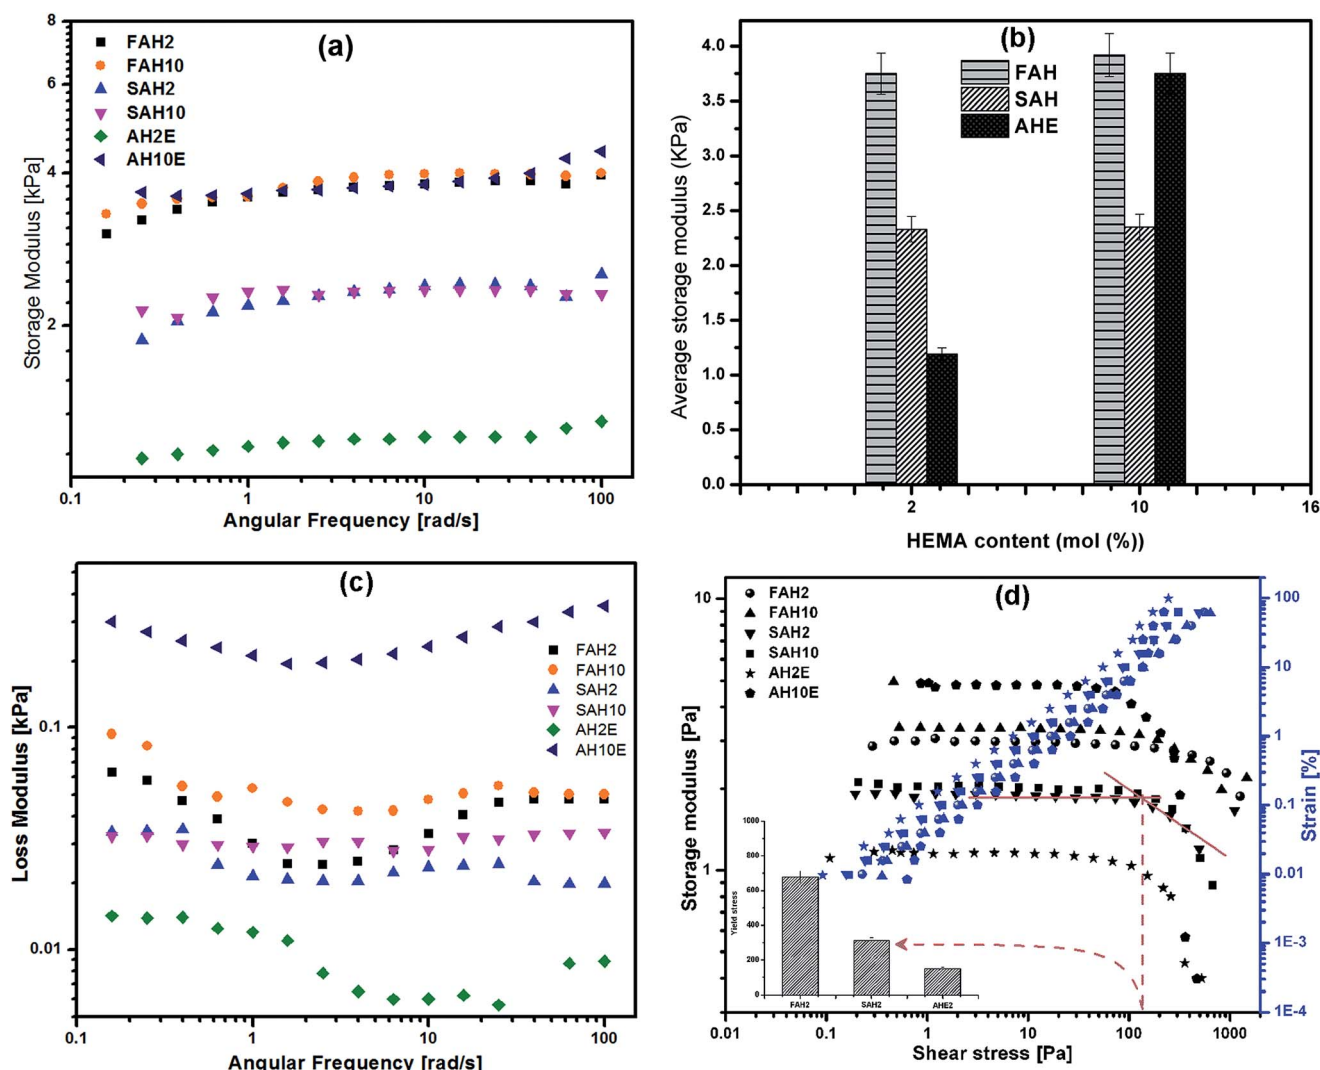 (a)
FAH2
FAH10
SAH2
SAH10
AH2E
AH10E
8
6
4
2
Storage Modulus [kPa]
0.1
1
10
100
Angular Frequency [rad/s]
(b)
FAH
SAH
AHE
4.0
3.5
3.0
2.5
2.0
1.5
1.0
0.5
0.0
Average storage modulus (KPa)
2
10
16
HEMA content (mol (%))
(c)
FAH2
FAH10
SAH2
SAH10
AH2E
AH10E
0.1
0.01
Loss Modulus [kPa]
0.1
1
10
100
Angular Frequency [rad/s]
(d)
FAH2
FAH10
SAH2
SAH10
AH2E
AH10E
10
1
Storage modulus [Pa]
100
10
1
0.1
0.01
1E-3
1E-4
Strain [%]
1000
800
600
400
200
0
Yield stress
FAH2
SAH2
AHE2
0.01
0.1
1
10
100
1000
Shear stress [Pa]